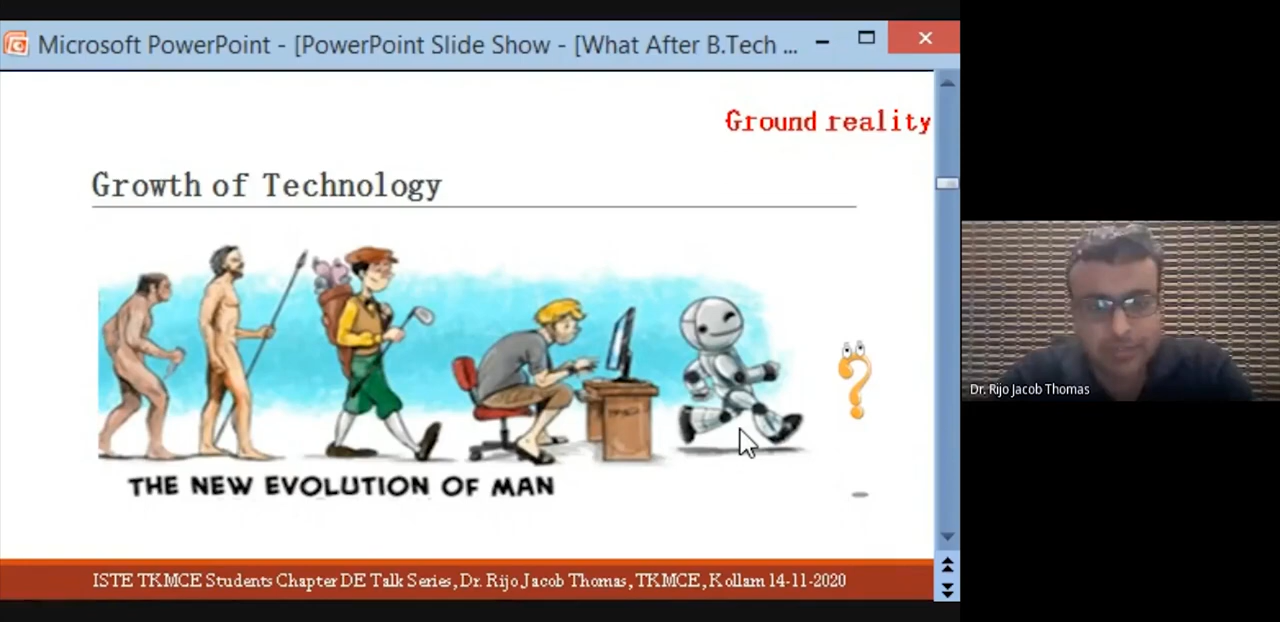 Microsoft PowerPoint - [PowerPoint Slide Show - [What After B.Tech ...
Ground reality
Growth of Technology
?
THE NEW EVOLUTION OF MAN
ISTE TKMCE Students Chapter DE Talk Series, Dr. Rijo Jacob Thomas, TKMCE, Kollam 14-11-2020
Dr. Rijo Jacob Thomas